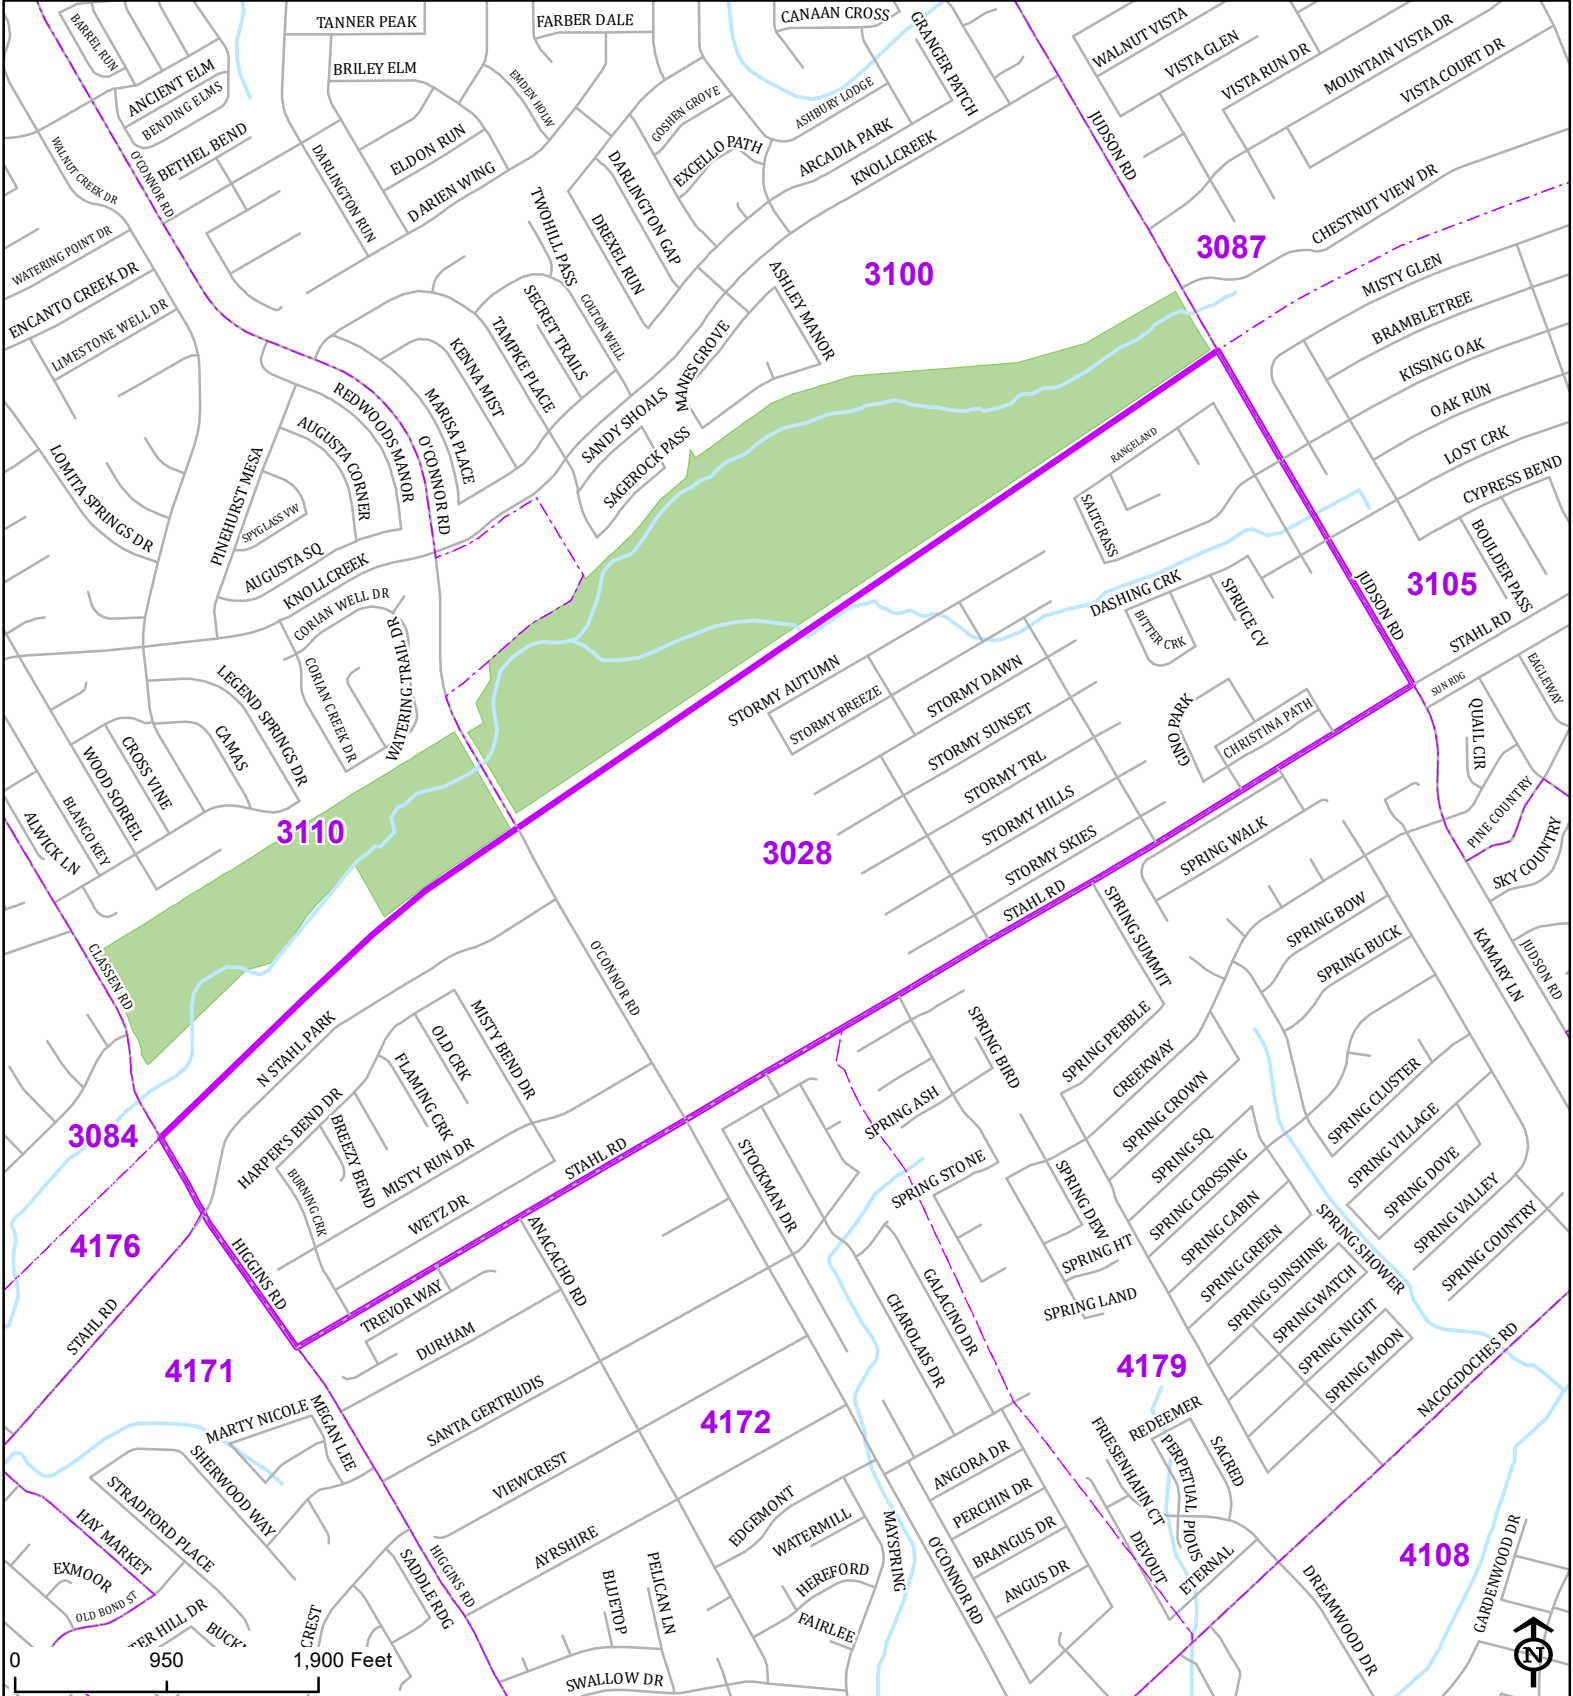 TANNER PEAK
FARBER DALE
CANAAN CROSS
GRANGER PATCH
BARREL RUN
WALNUT VISTA
VISTA GLEN
VISTA RUN DR
MOUNTAIN VISTA DR
VISTA COURT DR
ANCIENT ELM
BRILEY ELM
EMDEN HOLW
BENDING ELMS
GOSHEN GROVE
ASHBURY LODGE
JUDSON RD
BETHEL BEND
ELDON RUN
EXCELLO PATH
ARCADIA PARK
KNOLLCREEK
WALNUT CREEK DR
O'CONNOR RD
DARLINGTON RUN
DARIEN WING
DARLINGTON GAP
TWOHILL PASS
DREXEL RUN
CHESTNUT VIEW DR
3087
3100
WATERING POINT DR
ENCANTO CREEK DR
LIMESTONE WELL DR
ASHLEY MANOR
MISTY GLEN
BRAMBLETREE
KISSING OAK
OAK RUN
LOST CRK
CYPRESS BEND
SECRET TRAILS
COLTON WELL
TAMPKE PLACE
KENNA MIST
MANES GROVE
MARISA PLACE
REDWOODS MANOR
O'CONNOR RD
AUGUSTA CORNER
SANDY SHOALS
SAGEROCK PASS
RANGELAND
SALTGRASS
LOMITA SPRINGS DR
PINEHURST MESA
SPYGLASS VW
AUGUSTA SQ
KNOLLCREEK
CORIAN WELL DR
BOULDER PASS
3105
JUDSON RD
DASHING CRK
SPRUCE CV
BITTER CRK
STAHL RD
EAGLEWAY
SUN RDG
WATERING TRAIL DR
CORIAN CREEK DR
LEGEND SPRINGS DR
CAMAS
CROSS VINE
WOOD SORREL
BLANCO KEY
ALWICK LN
STORMY AUTUMN
STORMY BREEZE
STORMY DAWN
STORMY SUNSET
STORMY TRL
STORMY HILLS
STORMY SKIES
GINO PARK
CHRISTINA PATH
QUAIL CIR
PINE COUNTRY
SKY COUNTRY
3110
3028
STAHL RD
SPRING WALK
SPRING SUMMIT
SPRING BOW
SPRING BUCK
KAMARY LN
JUDSON RD
CLASSEN RD
O'CONNOR RD
N STAHL PARK
MISTY BEND DR
OLD CRK
FLAMING CRK
HARPER'S BEND DR
BREEZY BEND
BURNING CRK
MISTY RUN DR
WETZ DR
STAHL RD
SPRING BIRD
SPRING PEBBLE
CREEKWAY
SPRING CROWN
SPRING CLUSTER
SPRING VILLAGE
SPRING DOVE
SPRING VALLEY
SPRING COUNTRY
3084
4176
STAHL RD
HIGGINS RD
4171
SPRING ASH
SPRING STONE
STOCKMAN DR
SPRING DEW
SPRING SQ
SPRING CROSSING
SPRING CABIN
SPRING GREEN
SPRING SUNSHINE
SPRING WATCH
SPRING NIGHT
SPRING MOON
SPRING SHOWER
SPRING HT
SPRING LAND
ANACACHO RD
TREVOR WAY
DURHAM
GALACINO DR
CHAROLAIS DR
4179
NACOGDOCHES RD
SANTA GERTRUDIS
4172
MARTY NICOLE
MEGAN LEE
SHERWOOD WAY
STRADFORD PLACE
HAY MARKET
EXMOOR
OLD BOND ST
TER HILL DR
BUCK
CREST
SADDLE RDG
HIGGINS RD
VIEWCREST
AYRSHIRE
EDGEMONT
WATERMILL
HEREFORD
FAIRLEE
MAYSPRING
BLUETOP
PELICAN LN
SWALLOW DR
ANGORA DR
PERCHIN DR
BRANGUS DR
ANGUS DR
O'CONNOR RD
REDEEMER
FRIESENHAHN CT
PERPETUAL
PIOUS
SACRED
DEVOUT
ETERNAL
4108
DREAMWOOD DR
GARDENWOOD DR
0 950 1,900 Feet
N